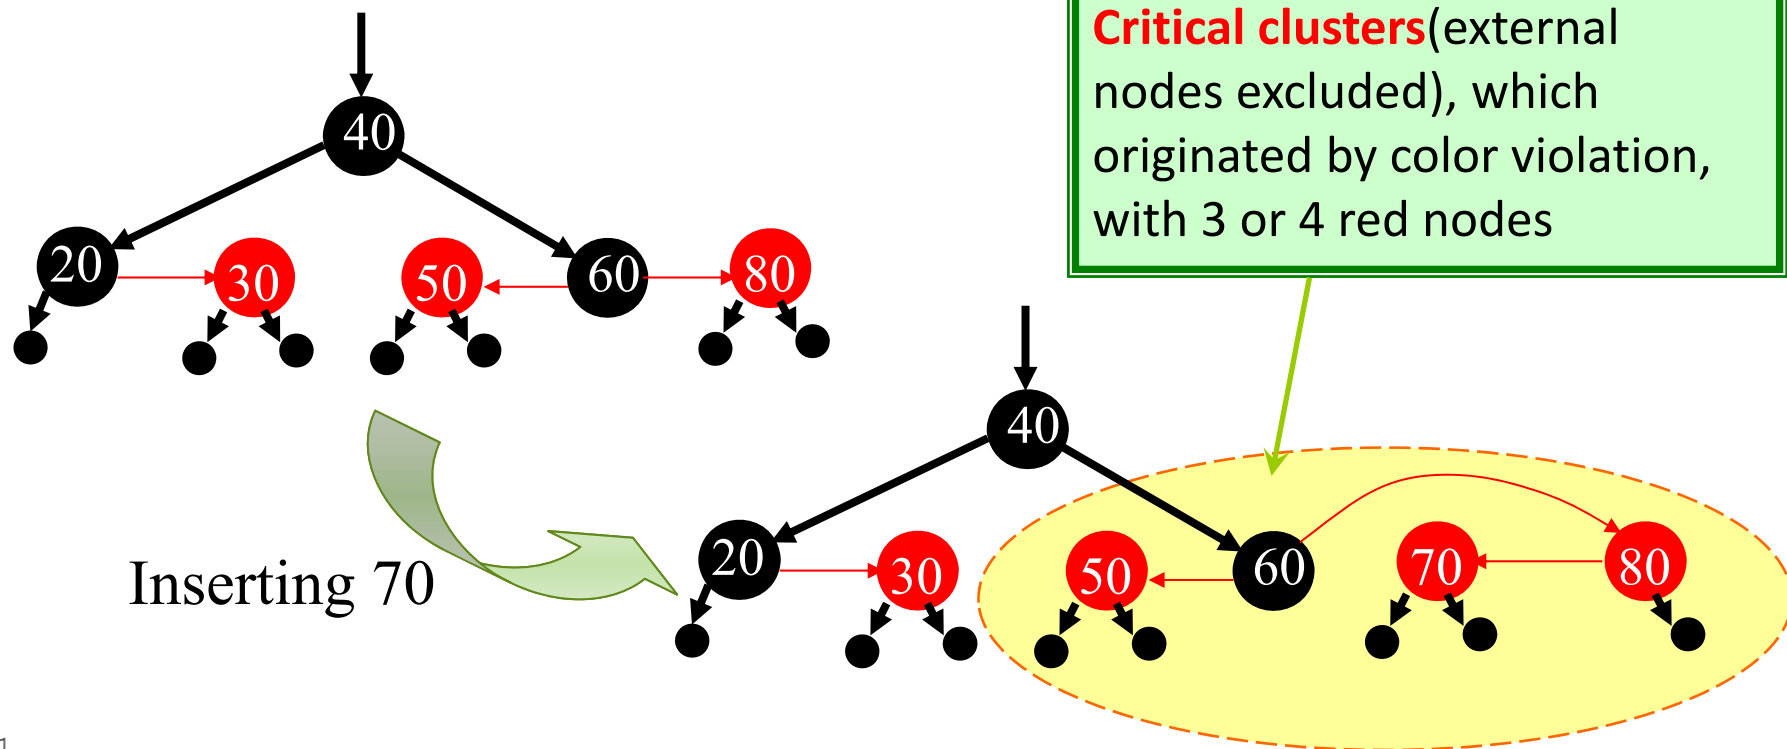 Critical clusters(external
nodes excluded), which
originated by color violation,
with 3 or 4 red nodes
40
20 30 50 60 80
40
20 30 50 60 70 80
Inserting 70